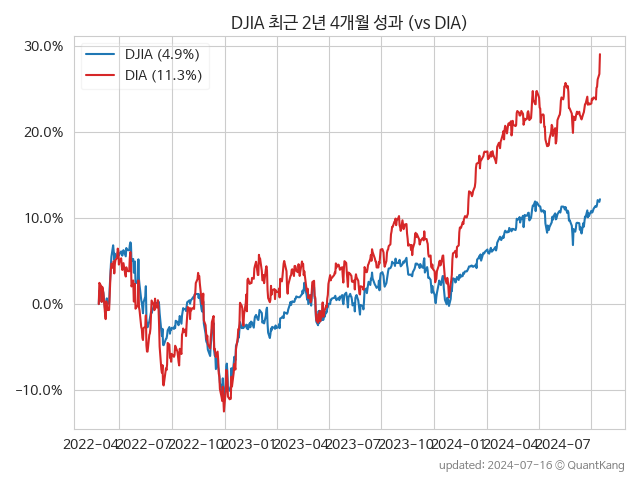 DJIA 최근 2년 4개월 성과 (vs DIA)
30.0%
DJIA (4.9%)
DIA (11.3%)
20.0%
10.0%
0.0%
−10.0%
2022-04 2022-07 2022-10 2023-01 2023-04 2023-07 2023-10 2024-01 2024-04 2024-07
updated: 2024-07-16 © QuantKang